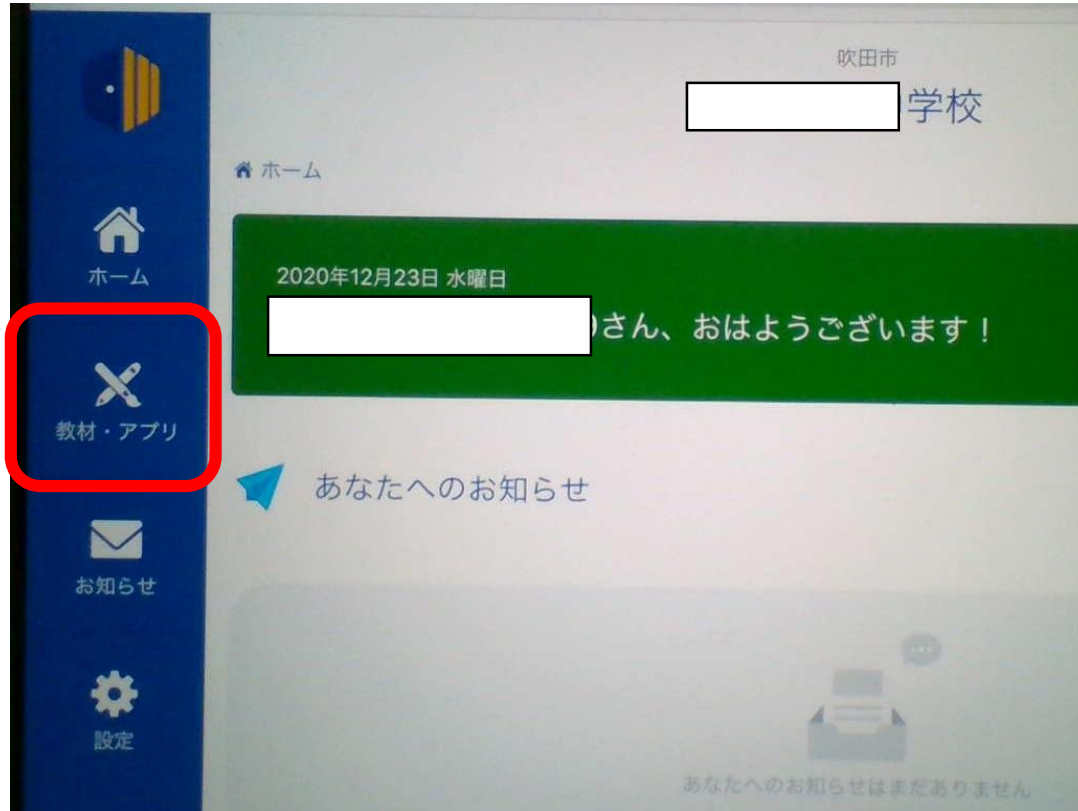 吹田市
学校
ホーム
ホーム
2020年12月23日 水曜日
さん、おはようございます！
教材・アプリ
あなたへのお知らせ
お知らせ
設定
あなたへのお知らせはまだありません